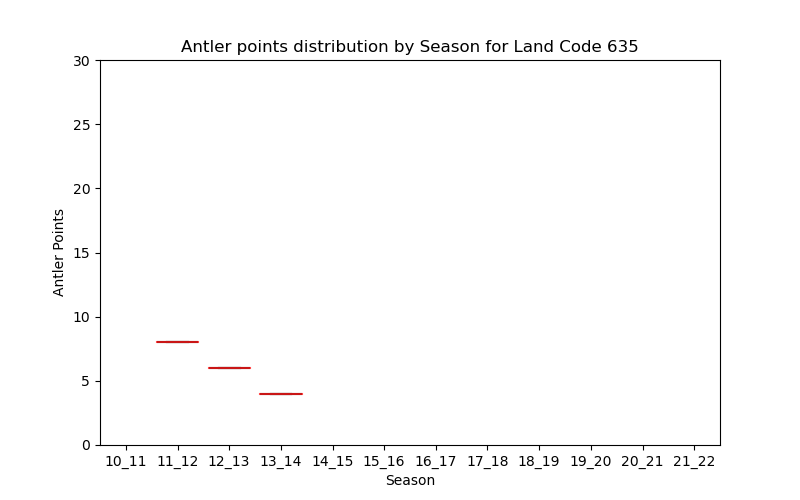 Antler points distribution by Season for Land Code 635
30
25
20
15
10
5
0
Antler Points
10_11 11_12 12_13 13_14 14_15 15_16 16_17 17_18 18_19 19_20 20_21 21_22
Season